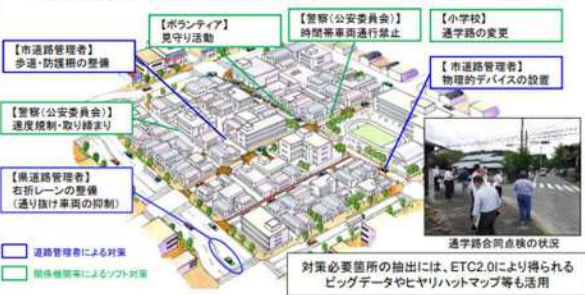 【ボランティア】
見守り活動
【警察(公安委員会)】
時間帯車両通行禁止
【小学校】
通学路の変更
【市道路管理者】
歩道・防護柵の整備
【市道路管理者】
物理的デバイスの設置
【警察(公安委員会)】
速度規制・取り締まり
【県道路管理者】
右折レーンの整備
(通り抜け車両の抑制)
通学路合同点検の状況
道路管理者による対策
関係機関等によるソフト対策
対策必要箇所の抽出には、ETC2.0により得られる
ビッグデータやヒヤリハットマップ等も活用